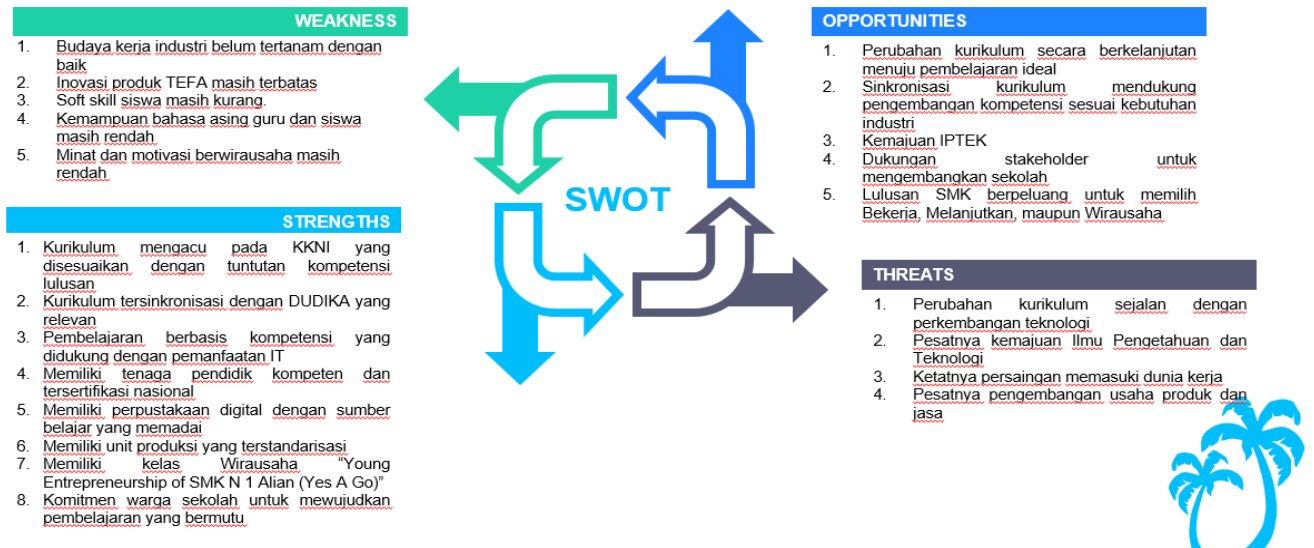 WEAKNESS
1. Budaya kerja industri belum tertanam dengan
baik
2. Inovasi produk TEFA masih terbatas
3. Soft skill siswa masih kurang.
4. Kemampuan bahasa asing guru dan siswa
masih rendah
5. Minat dan motivasi berwirausaha masih
rendah
STRENGTHS
1. Kurikulum mengacu pada KKNI yang
disesuaikan dengan tuntutan kompetensi
lulusan
2. Kurikulum tersinkronisasi dengan DUDIKA yang
relevan
3. Pembelajaran berbasis kompetensi yang
didukung dengan pemanfaatan IT
4. Memiliki tenaga pendidik kompeten dan
tersertifikasi nasional
5. Memiliki perpustakaan digital dengan sumber
belajar yang memadai
6. Memiliki unit produksi yang terstandarisasi
7. Memiliki kelas Wirausaha “Young
Entrepreneurship of SMK N 1 Alian (Yes A Go)”
8. Komitmen warga sekolah untuk mewujudkan
pembelajaran yang bermutu
SWOT
OPPORTUNITIES
1. Perubahan kurikulum secara berkelanjutan
menuju pembelajaran ideal
2. Sinkronisasi kurikulum mendukung
pengembangan kompetensi sesuai kebutuhan
industri
3. Kemajuan IPTEK
4. Dukungan stakeholder untuk
mengembangkan sekolah
5. Lulusan SMK berpeluang untuk memilih
Bekerja, Melanjutkan, maupun Wirausaha
THREATS
1. Perubahan kurikulum sejalan dengan
perkembangan teknologi
2. Pesatnya kemajuan Ilmu Pengetahuan dan
Teknologi
3. Ketatnya persaingan memasuki dunia kerja
4. Pesatnya pengembangan usaha produk dan
jasa